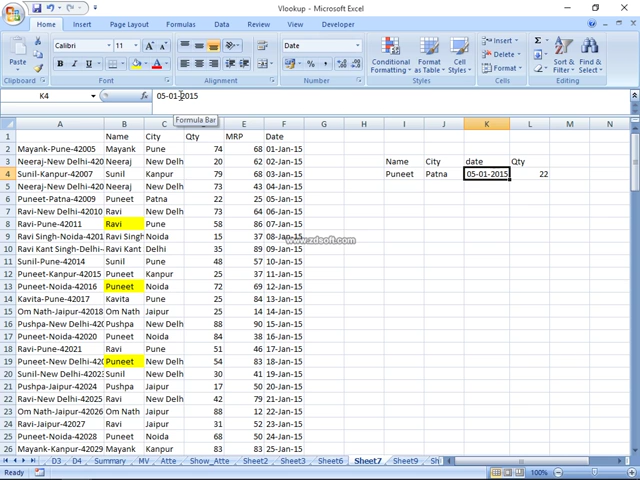 Vlookup - Microsoft Excel
Home Insert Page Layout Formulas Data Review View Developer
Paste Calibri 11 A A Date Conditional Formatting Format as Table Cell Styles Insert Delete Format Sort & Filter Find & Select
B I U $ % ,
Clipboard Font Alignment Number Styles Cells Editing
K4 fx 05-01-2015
Formula Bar
A B C E F G H I J K L M N
1 Name City Qty MRP Date
2 Mayank-Pune-42005 Mayank Pune 74 68 01-Jan-15
3 Neeraj-New Delhi-420 Neeraj New Delh 20 62 02-Jan-15 Name City date Qty
4 Sunil-Kanpur-42007 Sunil Kanpur 79 68 03-Jan-15 Puneet Patna 05-01-2015 22
5 Neeraj-New Delhi-420 Neeraj New Delh 73 43 04-Jan-15
6 Puneet-Patna-42009 Puneet Patna 22 25 05-Jan-15
7 Ravi-New Delhi-42010 Ravi New Delh 73 64 06-Jan-15
8 Ravi-Pune-42011 Ravi Pune 58 86 07-Jan-15
9 Ravi Singh-Noida-4201 Ravi Singh Noida 15 37 08-Jan-15
10 Ravi Kant Singh-Delhi- Ravi Kant Delhi 35 89 09-Jan-15
www.zdsoft.com
11 Sunil-Pune-42014 Sunil Pune 48 57 10-Jan-15
12 Puneet-Kanpur-42015 Puneet Kanpur 25 37 11-Jan-15
13 Puneet-Noida-42016 Puneet Noida 72 69 12-Jan-15
14 Kavita-Pune-42017 Kavita Pune 25 84 13-Jan-15
15 Om Nath-Jaipur-42018 Om Nath Jaipur 25 14 14-Jan-15
16 Pushpa-New Delhi-420 Pushpa New Delh 88 90 15-Jan-15
17 Puneet-Noida-42020 Puneet Noida 84 38 16-Jan-15
18 Ravi-Pune-42021 Ravi Pune 51 46 17-Jan-15
19 Puneet-New Delhi-420 Puneet New Delh 54 83 18-Jan-15
20 Sunil-New Delhi-4202 Sunil New Delh 30 41 19-Jan-15
21 Pushpa-Jaipur-42024 Pushpa Jaipur 17 50 20-Jan-15
22 Ravi-New Delhi-42025 Ravi New Delh 42 79 21-Jan-15
23 Om Nath-Jaipur-42026 Om Nath Jaipur 88 12 22-Jan-15
24 Ravi-Jaipur-42027 Ravi Jaipur 31 52 23-Jan-15
25 Puneet-Noida-42028 Puneet Noida 68 50 24-Jan-15
26 Mayank-Kanpur-42029 Mayank Kanpur 83 83 25-Jan-15
D3 D4 Summary MV Atte Show_Atte Sheet2 Sheet3 Sheet6 Sheet7 Sheet9 Sh
Ready 100%